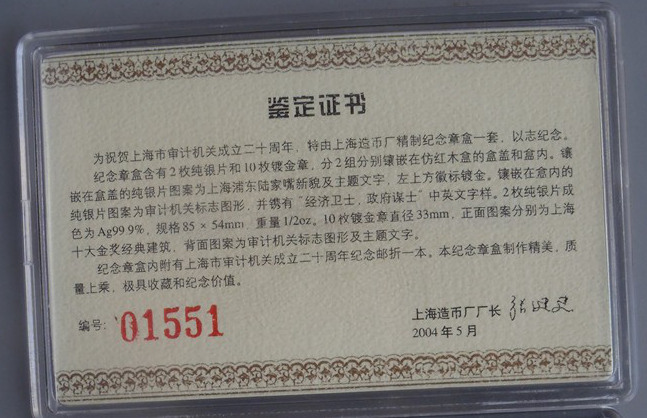 鉴定证书
为祝贺上海市审计机关成立二十周年，特由上海造币厂精制纪念章盒一套，以志纪念。
纪念章盒含有2枚纯银片和10枚镀金章，分2组分别镶嵌在仿红木盒的盒盖和盒内。镶
嵌在盒盖的纯银片图案为上海浦东陆家嘴新貌及主题文字，左上方徽标镀金。镶嵌在盒内的
纯银片图案为审计机关标志图形，并镌有“经济卫士，政府谋士”中英文字样。2枚纯银片成
色为Ag99.9%，规格85×54mm，重量1/2oz。10枚镀金章直径33mm，正面图案分别为上海
十大金奖经典建筑，背面图案为审计机关标志图形及主题文字。
纪念章盒内附有上海市审计机关成立二十周年纪念邮折一本。本纪念章盒制作精美，质
量上乘，极具收藏和纪念价值。
编号：01551
上海造币厂厂长
2004年5月